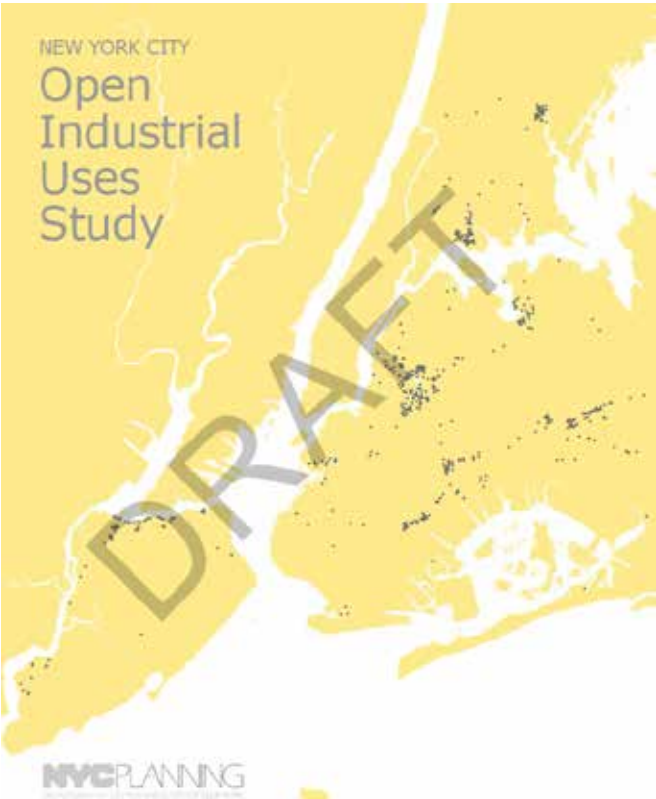 NEW YORK CITY
Open
Industrial
Uses
Study
DRAFT
NYCPLANNING